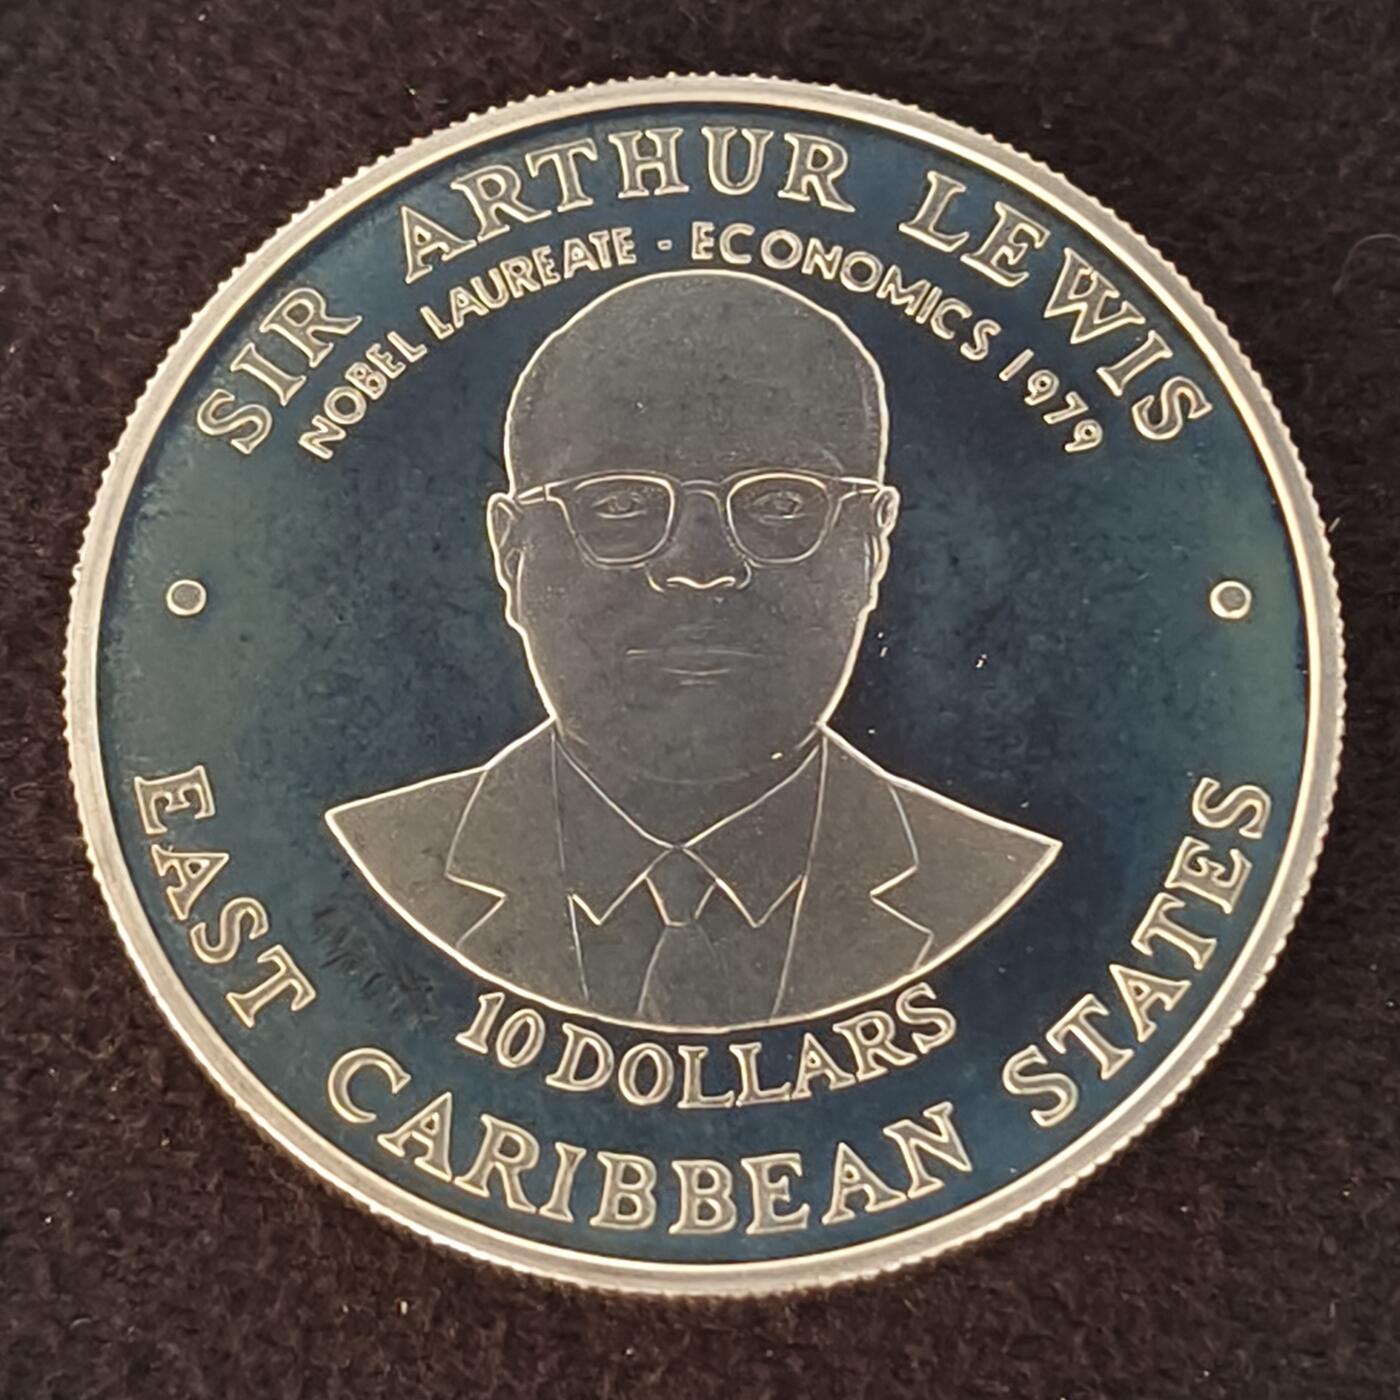 SIR ARTHUR LEWIS
NOBEL LAUREATE - ECONOMICS 1979
10 DOLLARS
EAST CARIBBEAN STATES